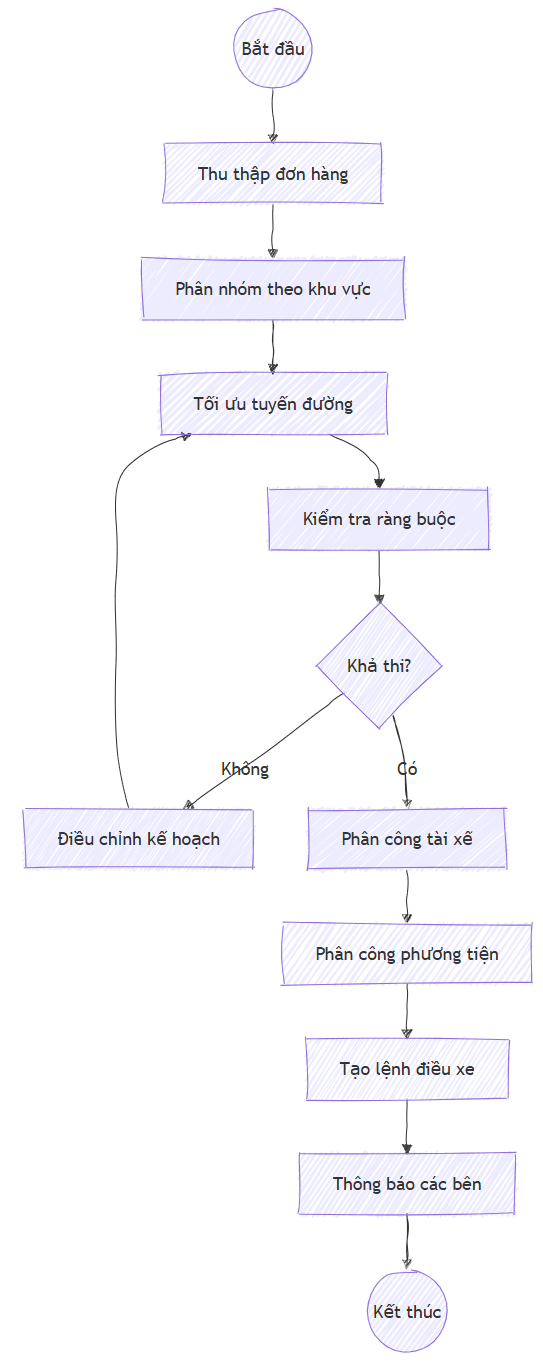 Bắt đầu
Thu thập đơn hàng
Phân nhóm theo khu vực
Tối ưu tuyến đường
Kiểm tra ràng buộc
Khả thi?
Không
Có
Điều chỉnh kế hoạch
Phân công tài xế
Phân công phương tiện
Tạo lệnh điều xe
Thông báo các bên
Kết thúc